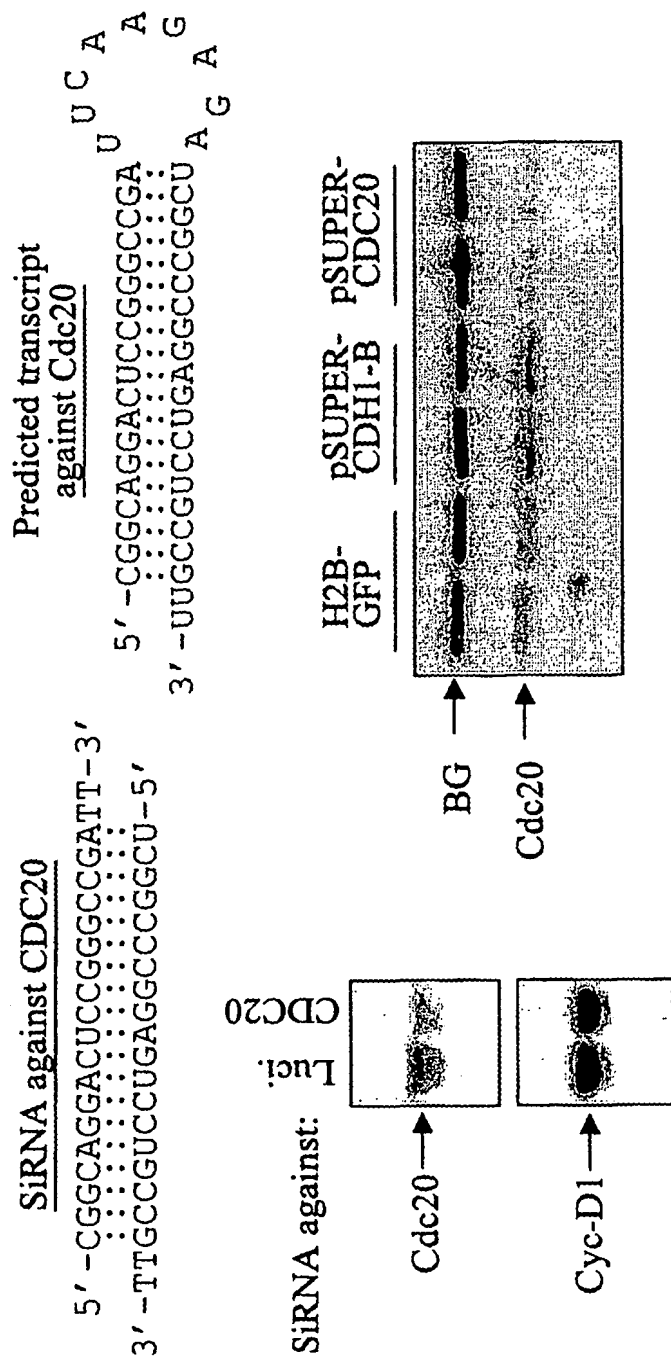 SiRNA against CDC20
5'-CGGCAGGACUCCGGGCCGATT-3'
3'-TTGCCGUCCUGAGGCCCGGCU-5'
Predicted transcript
against Cdc20
5'-CGGCAGGACUCCGGGCCGA
UUCAAGAGA
3'-UUGCCGUCCUGAGGCCCGGCU
SiRNA against:
Luci.
CDC20
Cdc20
Cyc-D1
H2B-
GFP
pSUPER-
CDH1-B
pSUPER-
CDC20
BG
Cdc20